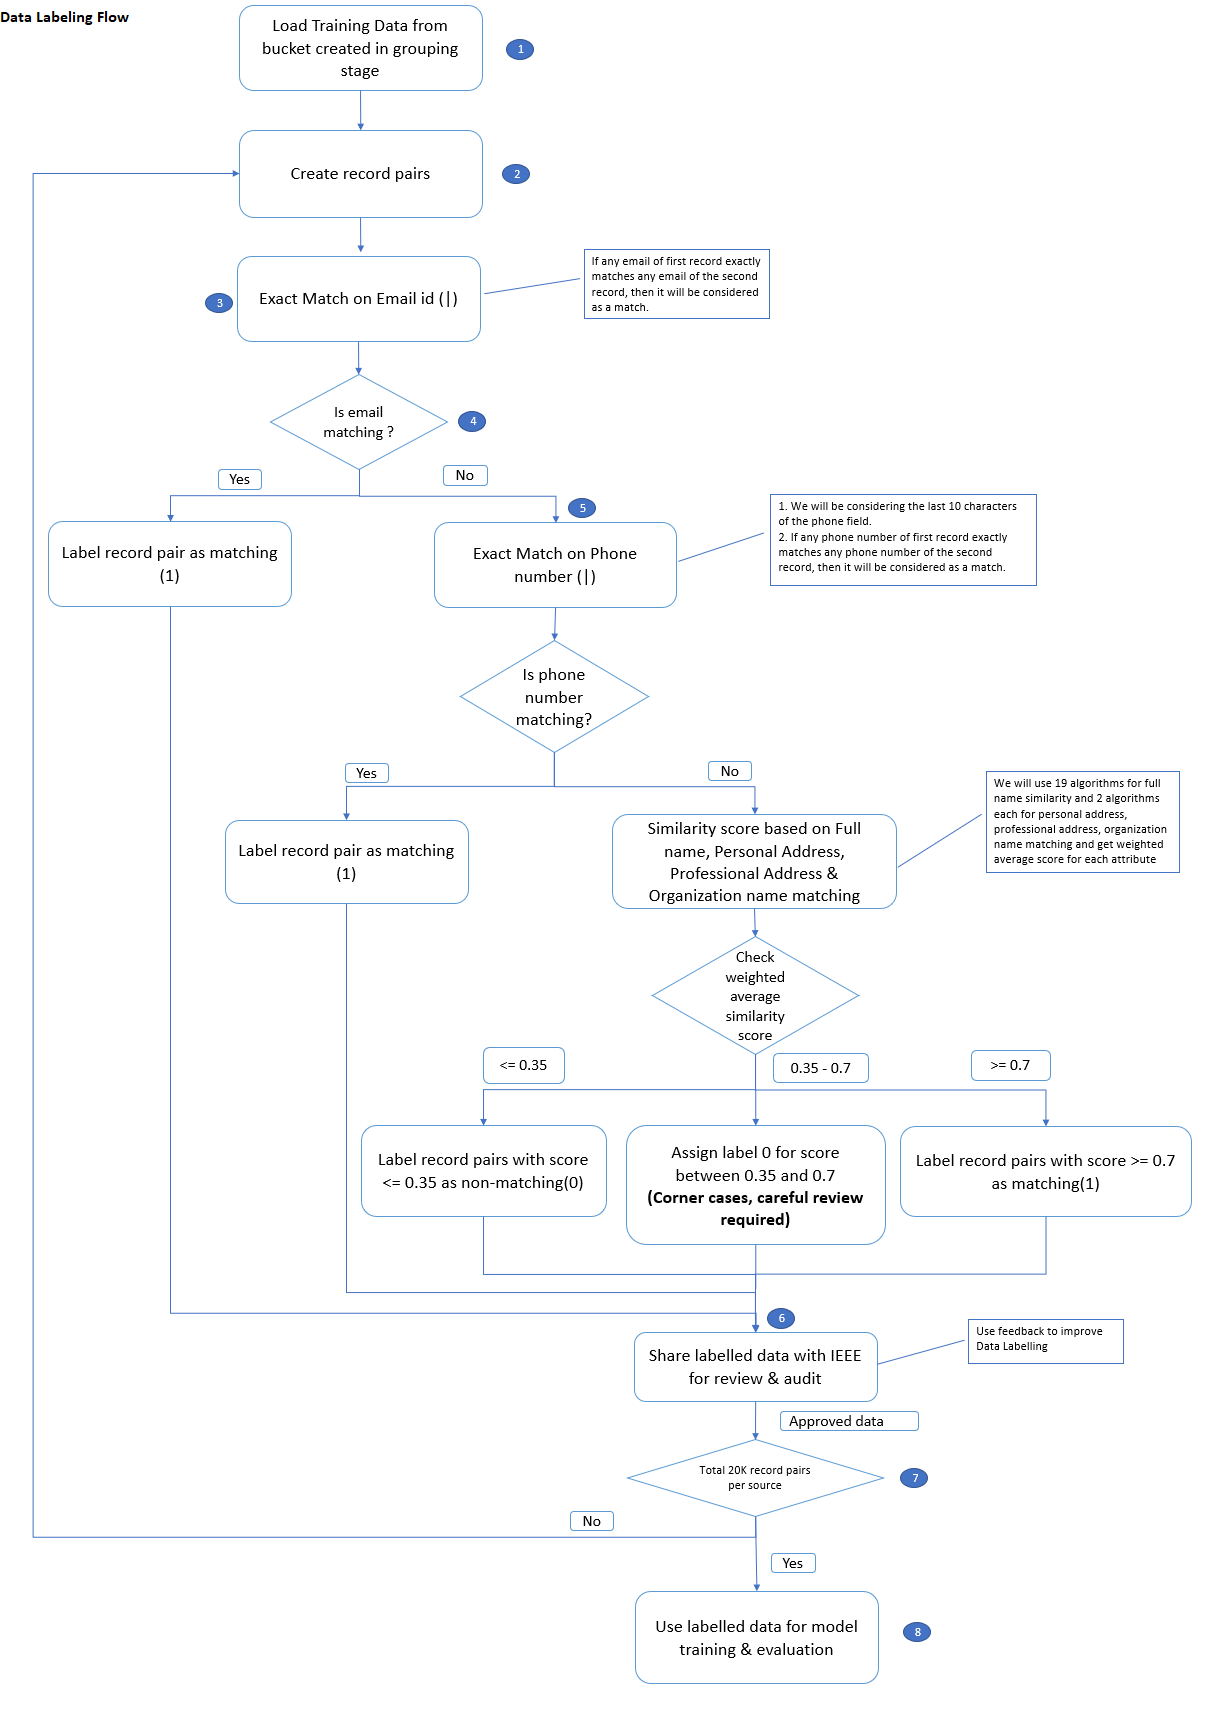 Data Labeling Flow
Load Training Data from
bucket created in grouping
stage
1
Create record pairs
2
If any email of first record exactly
matches any email of the second
record, then it will be considered
as a match.
3
Exact Match on Email id (|)
Is email
matching ?
4
Yes
No
5
1. We will be considering the last 10 characters
of the phone field.
2. If any phone number of first record exactly
matches any phone number of the second
record, then it will be considered as a match.
Label record pair as matching
(1)
Exact Match on Phone
number (|)
Is phone
number
matching?
Yes
No
We will use 19 algorithms for full
name similarity and 2 algorithms
each for personal address,
professional address, organization
name matching and get weighted
average score for each attribute
Label record pair as matching
(1)
Similarity score based on Full
name, Personal Address,
Professional Address &
Organization name matching
Check
weighted
average
similarity
score
<= 0.35
0.35 - 0.7
>= 0.7
Label record pairs with score
<= 0.35 as non-matching(0)
Assign label 0 for score
between 0.35 and 0.7
(Corner cases, careful review
required)
Label record pairs with score >= 0.7
as matching(1)
6
Share labelled data with IEEE
for review & audit
Use feedback to improve
Data Labelling
Approved data
Total 20K record pairs
per source
7
No
Yes
Use labelled data for model
training & evaluation
8